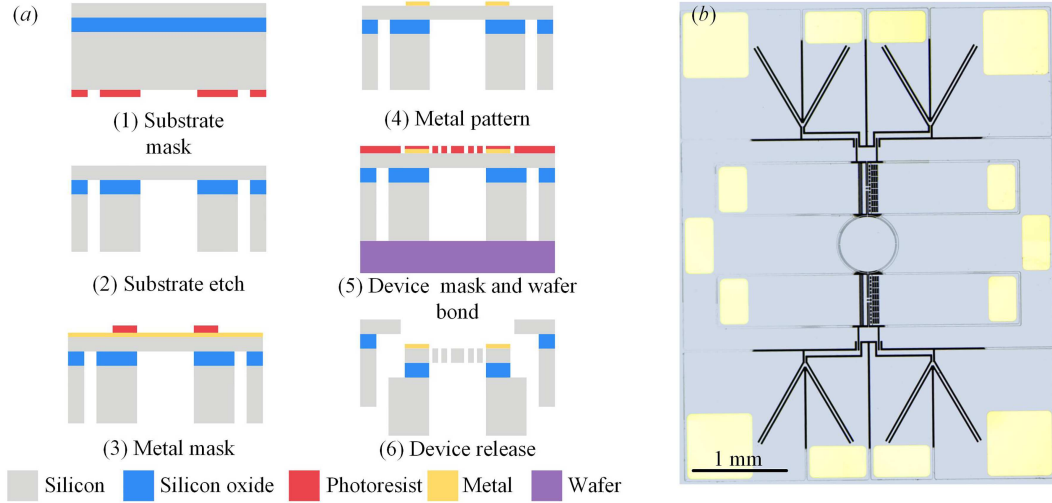 (a)
(1) Substrate
mask
(2) Substrate etch
(3) Metal mask
(4) Metal pattern
(5) Device mask and wafer
bond
(6) Device release
Silicon
Silicon oxide
Photoresist
Metal
Wafer
(b)
1 mm